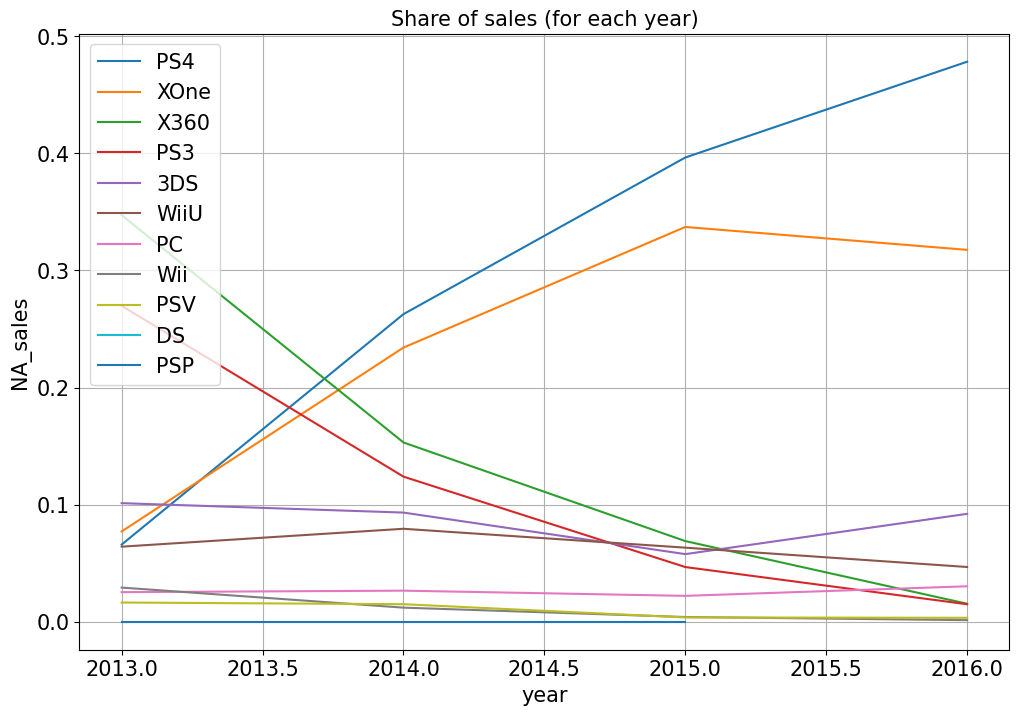 Share of sales (for each year)
0.5
0.4
0.3
0.2
0.1
0.0
NA_sales
PS4
XOne
X360
PS3
3DS
WiiU
PC
Wii
PSV
DS
PSP
2013.0 2013.5 2014.0 2014.5 2015.0 2015.5 2016.0
year